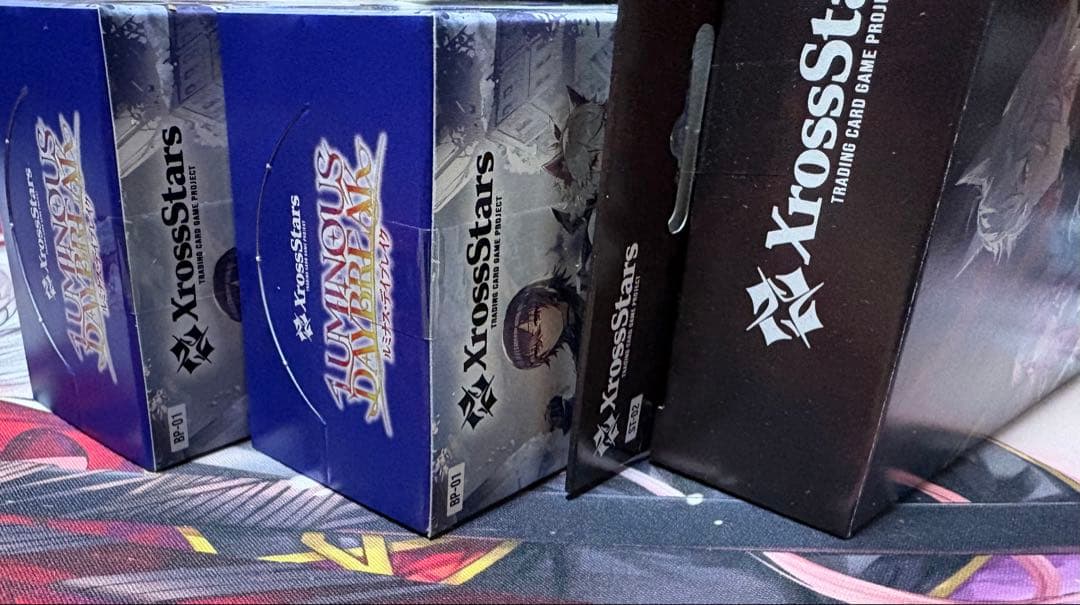 XrossStars
LUMINOUS
DAYBREAK
ルミナス・デイブレイク
XrossStars
TRADING CARD GAME PROJECT
BP-01
XrossStars
LUMINOUS
DAYBREAK
ルミナス・デイブレイク
XrossStars
TRADING CARD GAME PROJECT
BP-01
XrossStars
TRADING CARD GAME PROJECT
ST-02
XrossSta
TRADING CARD GAME PROJ